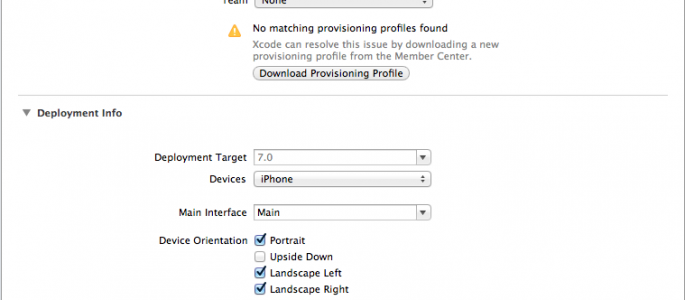 Team None
No matching provisioning profiles found
Xcode can resolve this issue by downloading a new
provisioning profile from the Member Center.
Download Provisioning Profile
Deployment Info
Deployment Target 7.0
Devices iPhone
Main Interface Main
Device Orientation Portrait
Upside Down
Landscape Left
Landscape Right